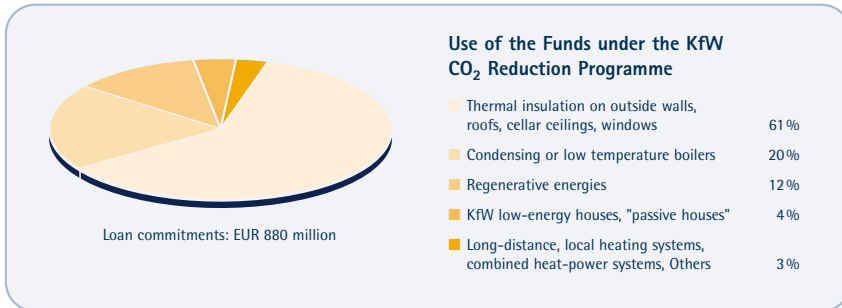 Use of the Funds under the KfW
CO₂ Reduction Programme
Thermal insulation on outside walls,
roofs, cellar ceilings, windows 61%
Condensing or low temperature boilers 20%
Regenerative energies 12%
KfW low-energy houses, "passive houses" 4%
Long-distance, local heating systems,
combined heat-power systems, Others 3%
Loan commitments: EUR 880 million